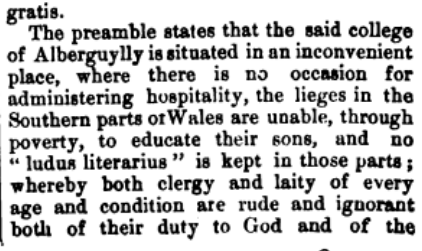 gratis.
The preamble states that the said college
of Alberguylly is situated in an inconvenient
place, where there is no occasion for
administering hospitality, the lieges in the
Southern parts of Wales are unable, through
poverty, to educate their sons, and no
“ ludus literarius ” is kept in those parts ;
whereby both clergy and laity of every
age and condition are rude and ignorant
both of their duty to God and of the